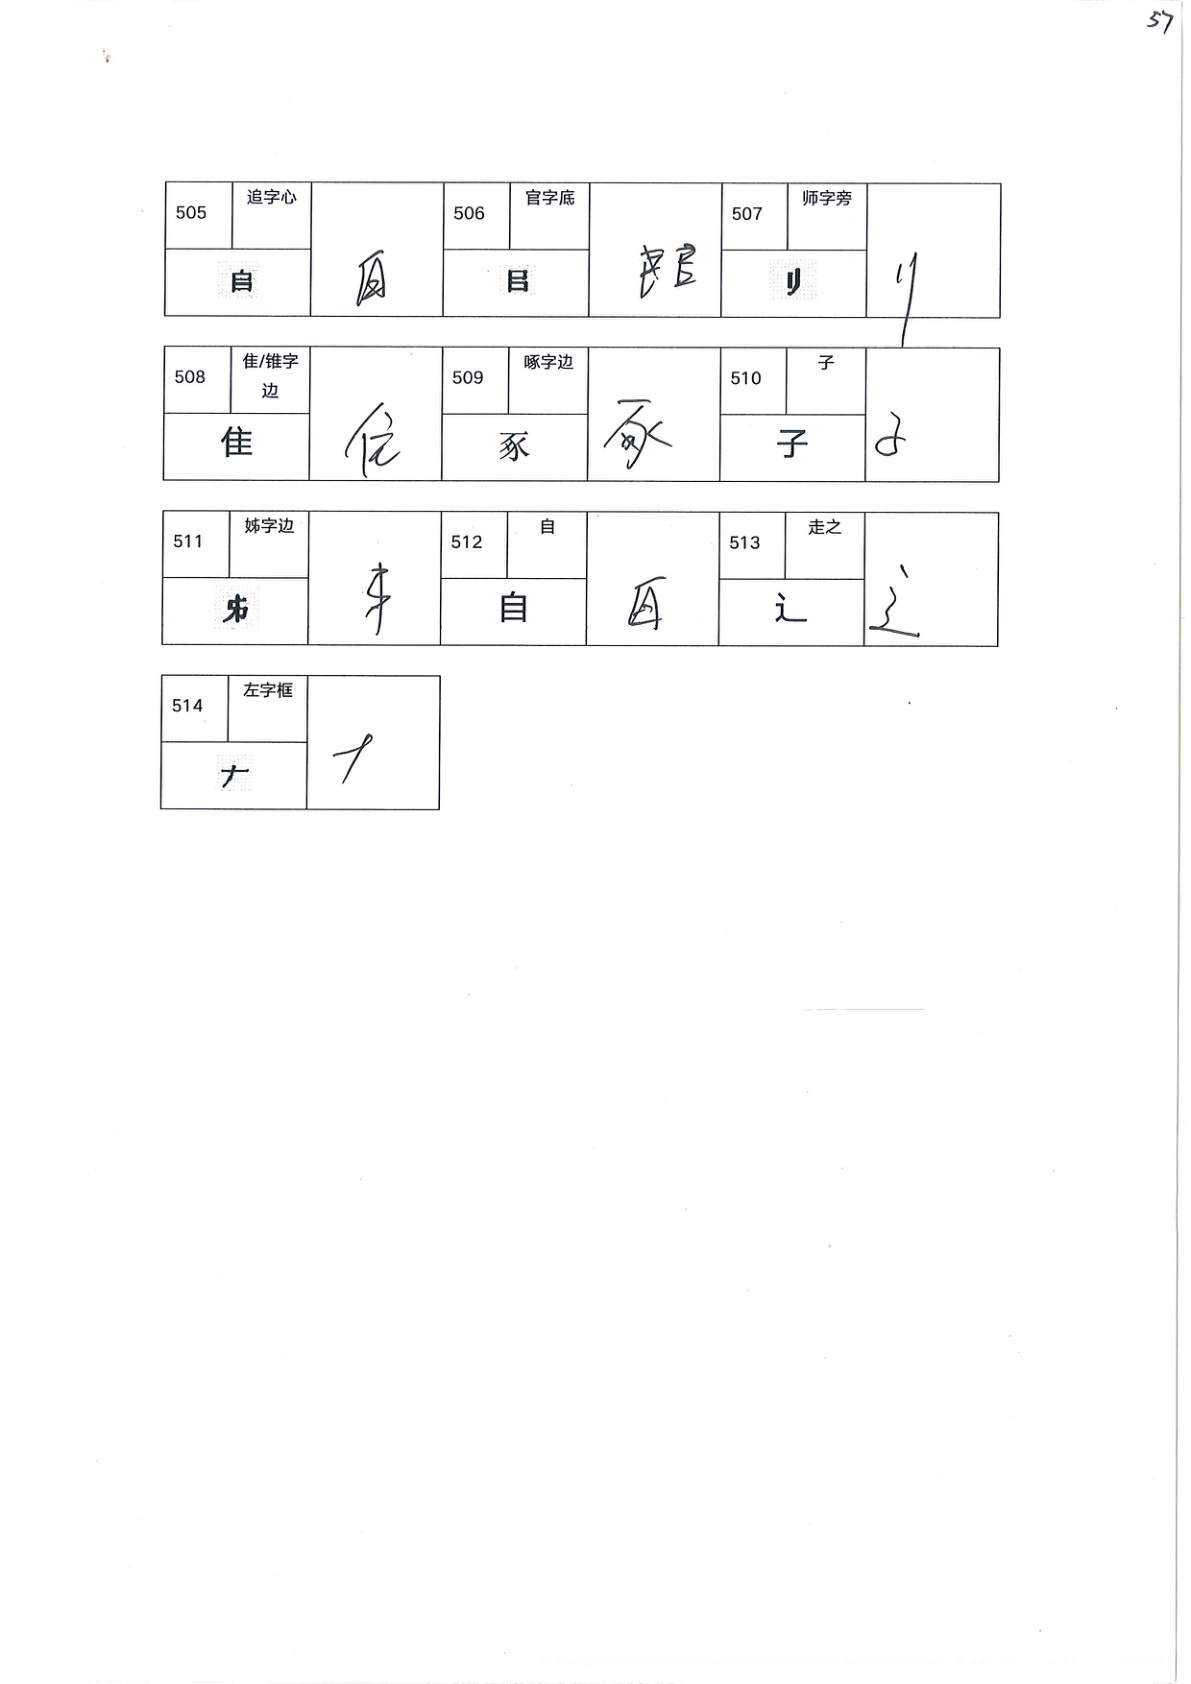 57
505 追字心 506 官字底 507 师字旁
𠂤 自 㠯 㠯 刂 刂
508 隹/锥字边 509 啄字边 510 子
隹 隹 豖 豖 子 子
511 姊字边 512 自 513 走之
自 自 辶 辶
514 左字框
𠂇 𠂇